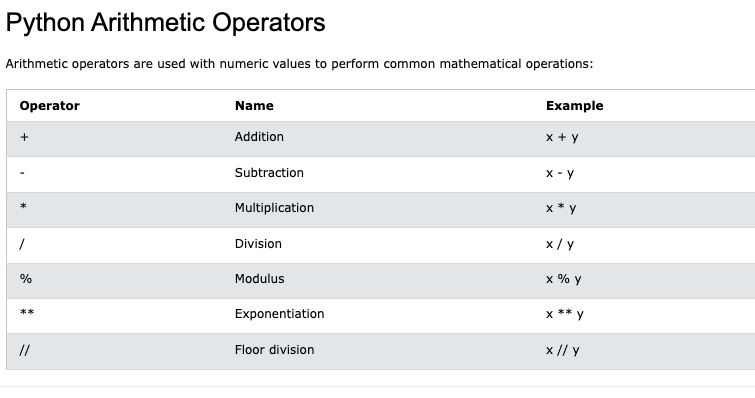 Python Arithmetic Operators
Arithmetic operators are used with numeric values to perform common mathematical operations:
Operator Name Example
+ Addition x + y
- Subtraction x - y
* Multiplication x * y
/ Division x / y
% Modulus x % y
** Exponentiation x ** y
// Floor division x // y